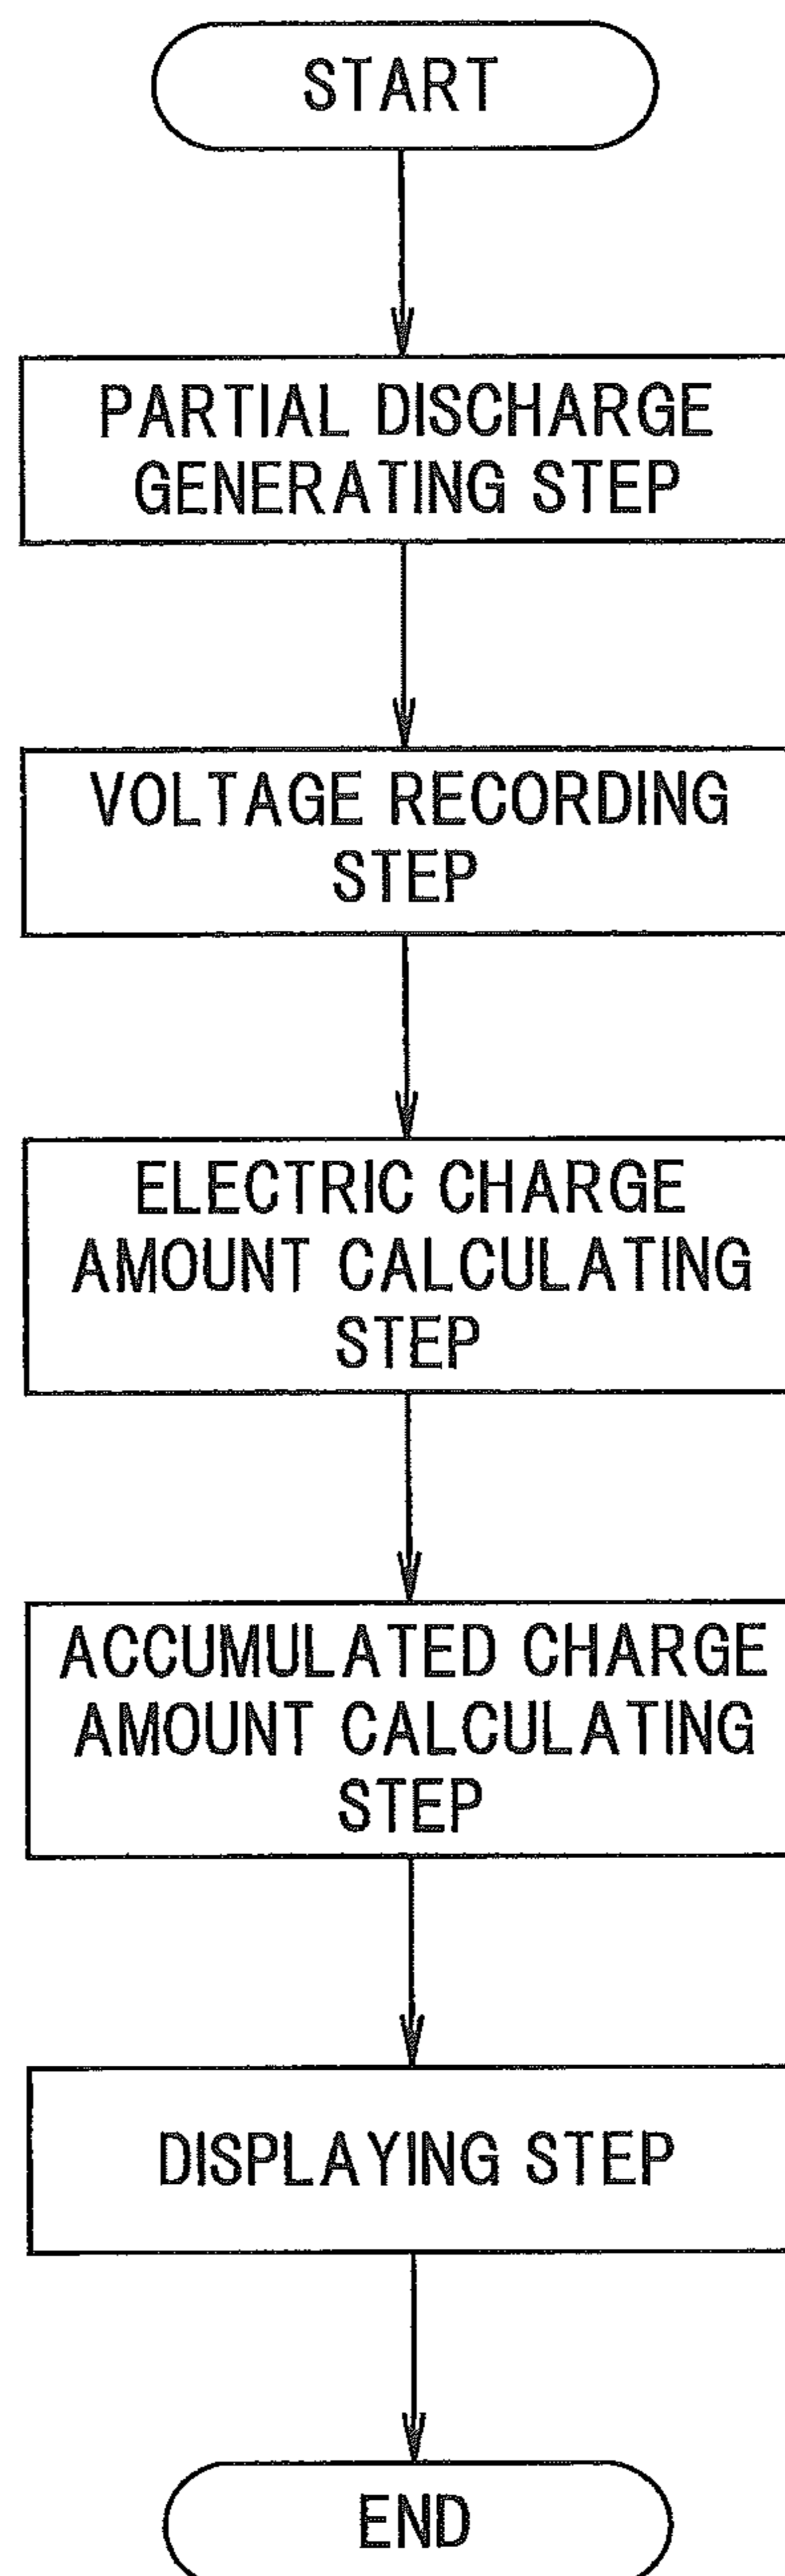 START
PARTIAL DISCHARGE
GENERATING STEP
VOLTAGE RECORDING
STEP
ELECTRIC CHARGE
AMOUNT CALCULATING
STEP
ACCUMULATED CHARGE
AMOUNT CALCULATING
STEP
DISPLAYING STEP
END